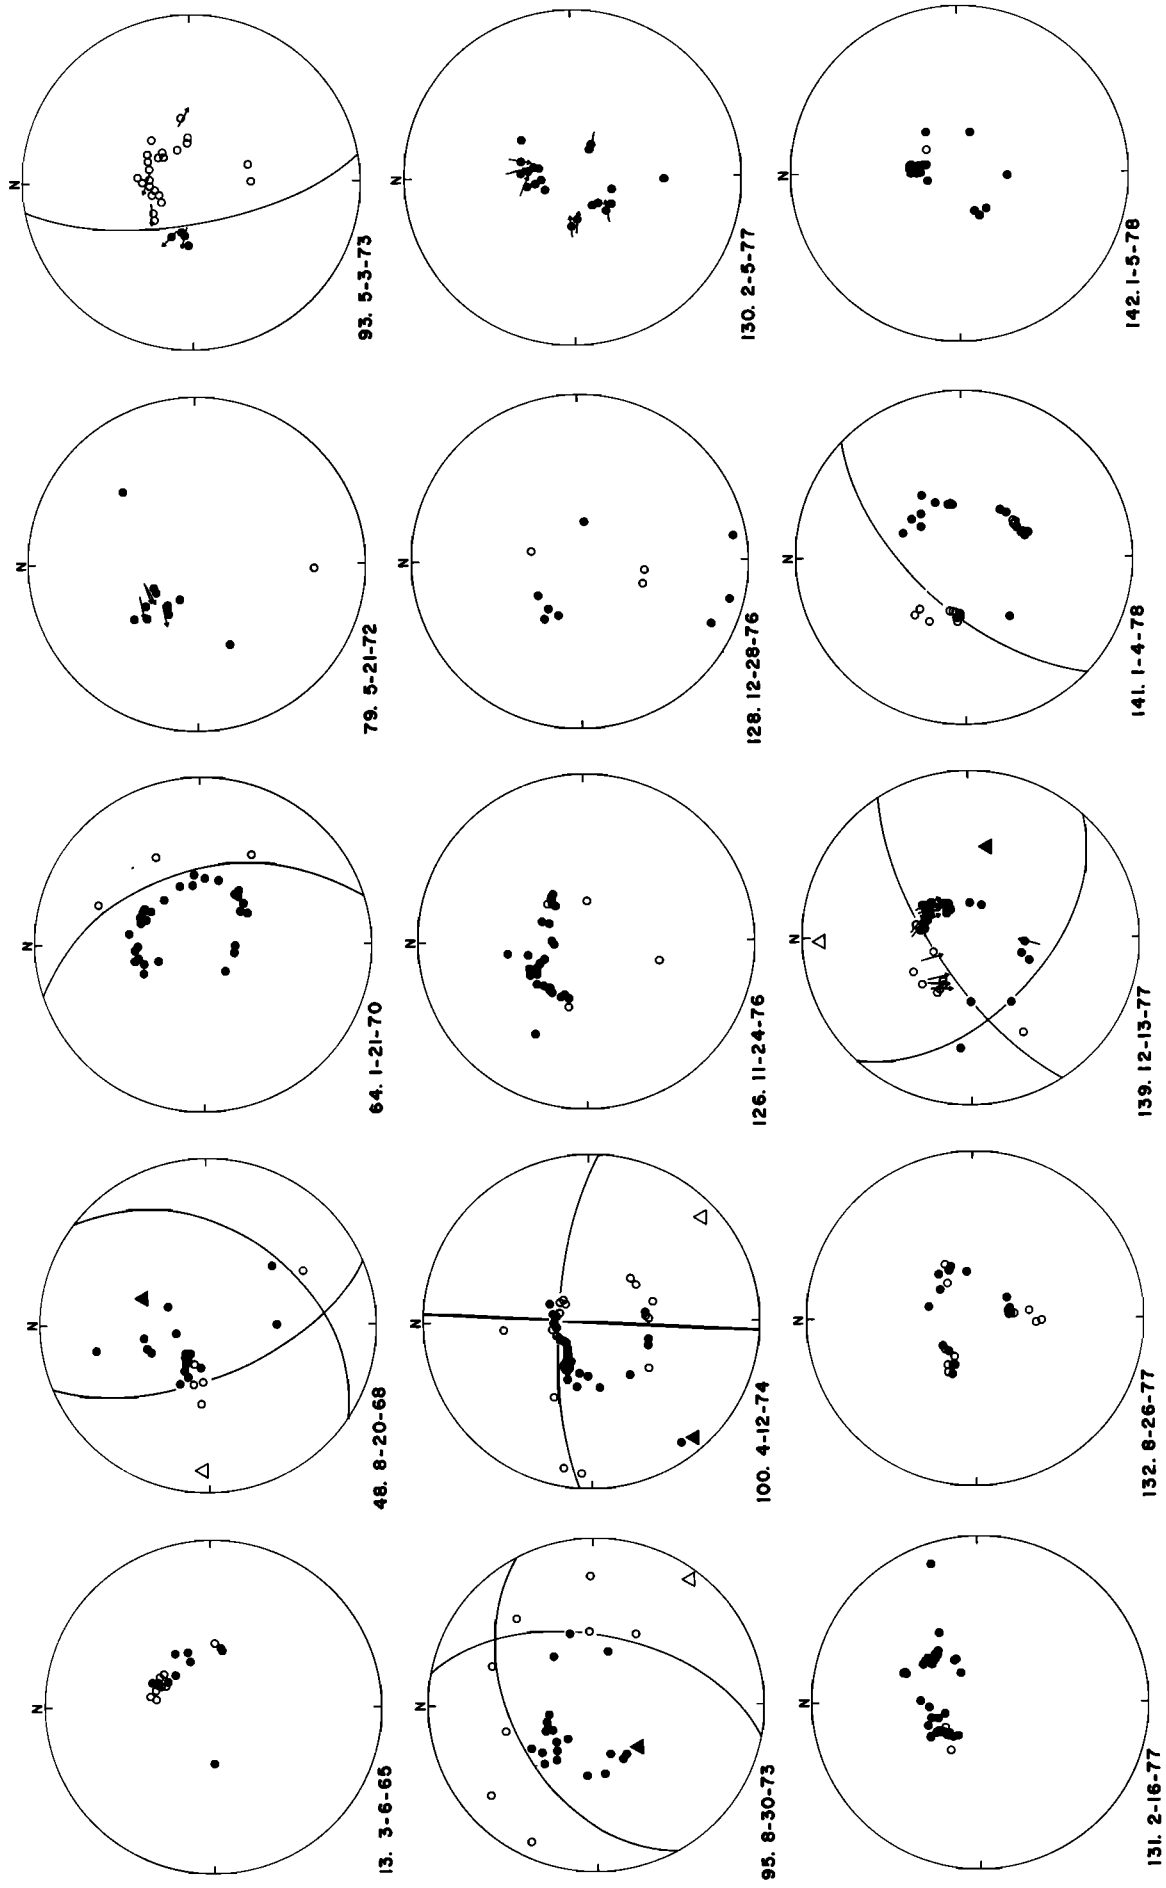 N N N N N
13. 3-6-65 48. 8-20-68 64. 1-21-70 79. 5-21-72 93. 5-3-73
N N N N N
95. 8-30-73 100. 4-12-74 126. 11-24-76 128. 12-28-76 130. 2-5-77
N N N N N
131. 2-16-77 132. 8-26-77 139. 12-13-77 141. 1-4-78 142. 1-5-78